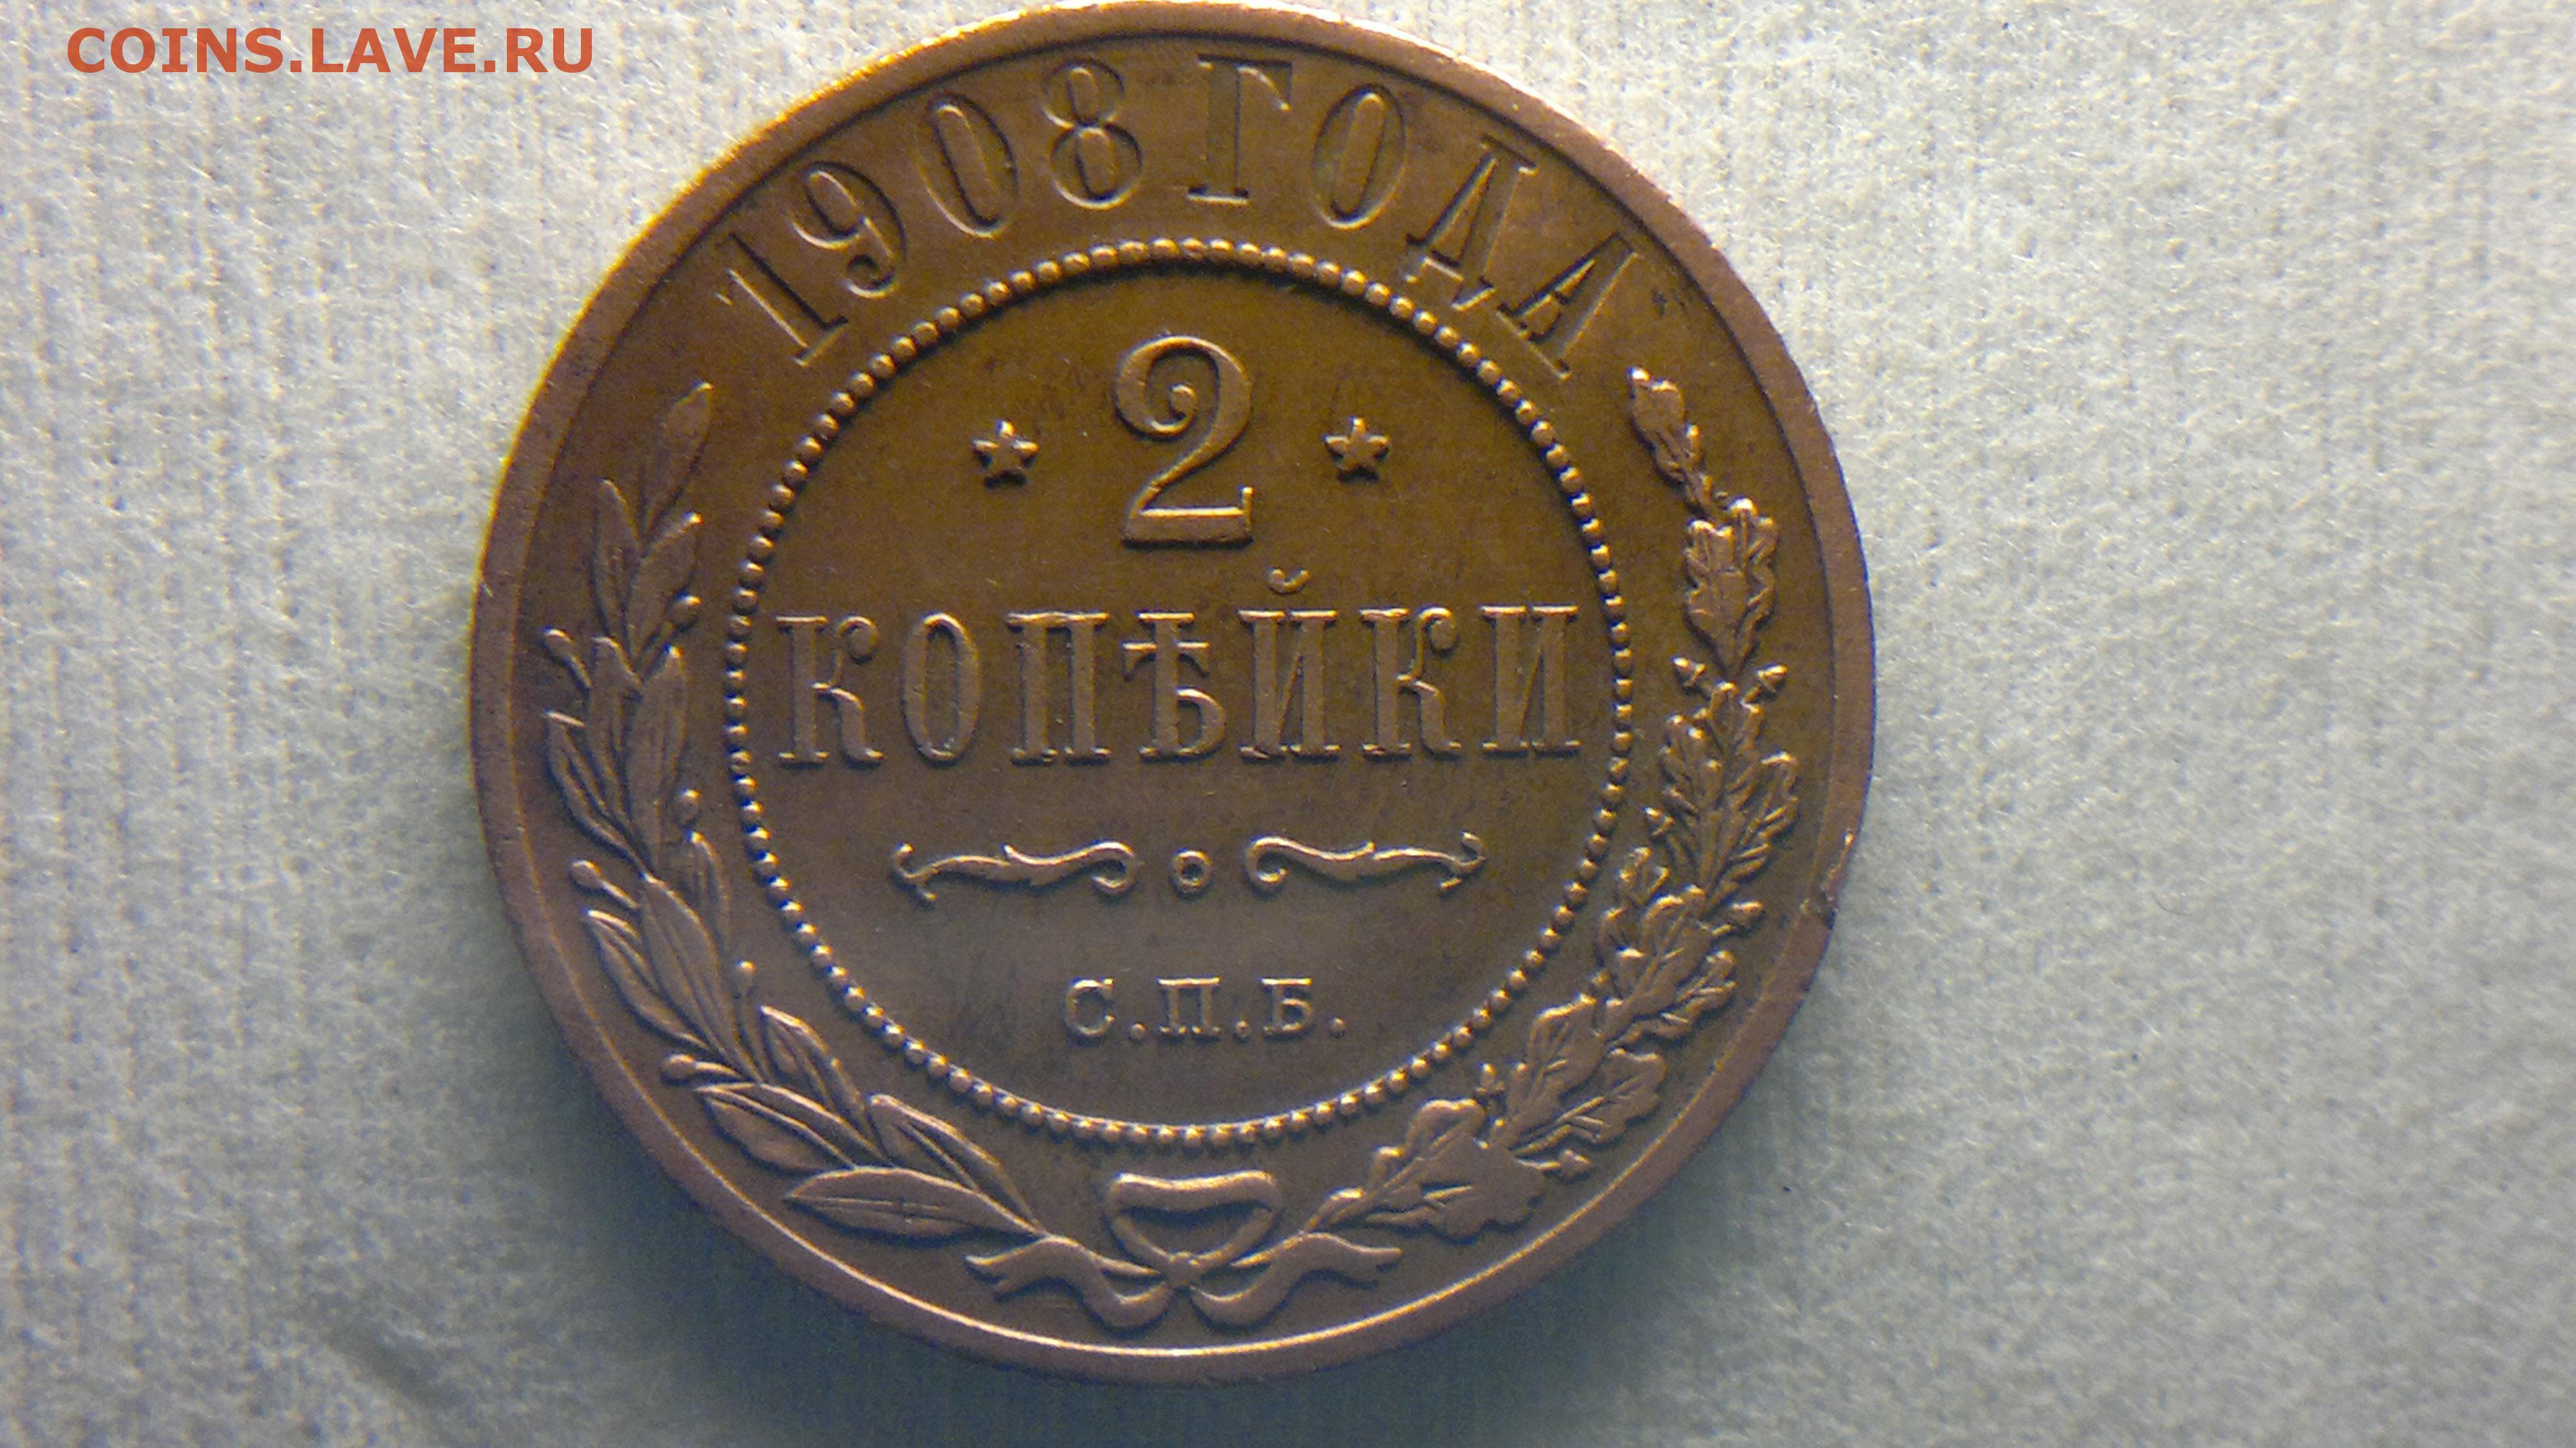 COINS.LAVE.RU
1908 ГОДА
2
КОПѢЙКИ
С.П.Б.